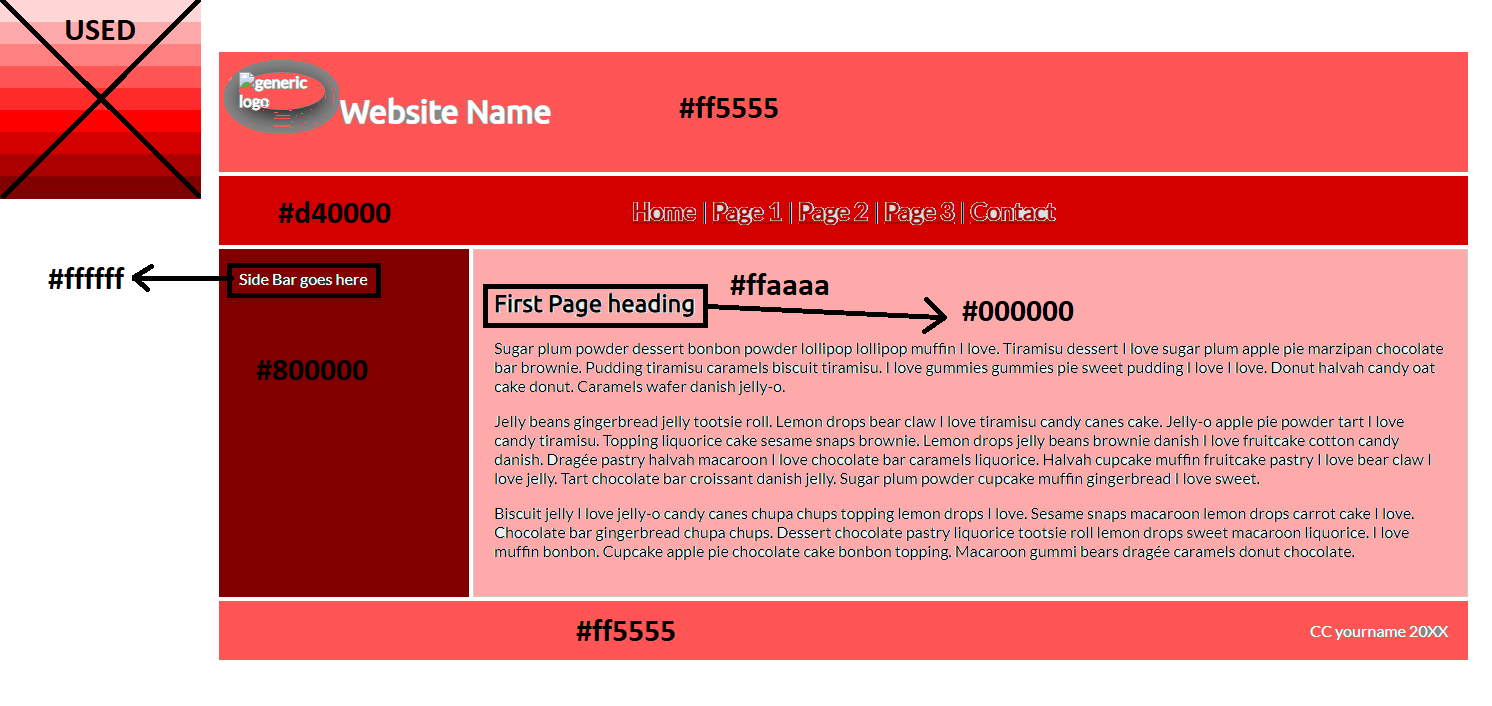 USED
generic
logo
Website Name
#ff5555
#d40000
Home | Page 1 | Page 2 | Page 3 | Contact
#ffffff
Side Bar goes here
#800000
#ffaaaa
First Page heading
#000000
Sugar plum powder dessert bonbon powder lollipop lollipop muffin I love. Tiramisu dessert I love sugar plum apple pie marzipan chocolate
bar brownie. Pudding tiramisu caramels biscuit tiramisu. I love gummies gummies pie sweet pudding I love I love. Donut halvah candy oat
cake donut. Caramels wafer danish jelly-o.
Jelly beans gingerbread jelly tootsie roll. Lemon drops bear claw I love tiramisu candy canes cake. Jelly-o apple pie powder tart I love
candy tiramisu. Topping liquorice cake sesame snaps brownie. Lemon drops jelly beans brownie danish I love fruitcake cotton candy
danish. Dragée pastry halvah macaroon I love chocolate bar caramels liquorice. Halvah cupcake muffin fruitcake pastry I love bear claw I
love jelly. Tart chocolate bar croissant danish jelly. Sugar plum powder cupcake muffin gingerbread I love sweet.
Biscuit jelly I love jelly-o candy canes chupa chups topping lemon drops I love. Sesame snaps macaroon lemon drops carrot cake I love.
Chocolate bar gingerbread chupa chups. Dessert chocolate pastry liquorice tootsie roll lemon drops sweet macaroon liquorice. I love
muffin bonbon. Cupcake apple pie chocolate cake bonbon topping. Macaroon gummi bears dragée caramels donut chocolate.
#ff5555
CC yourname 20XX